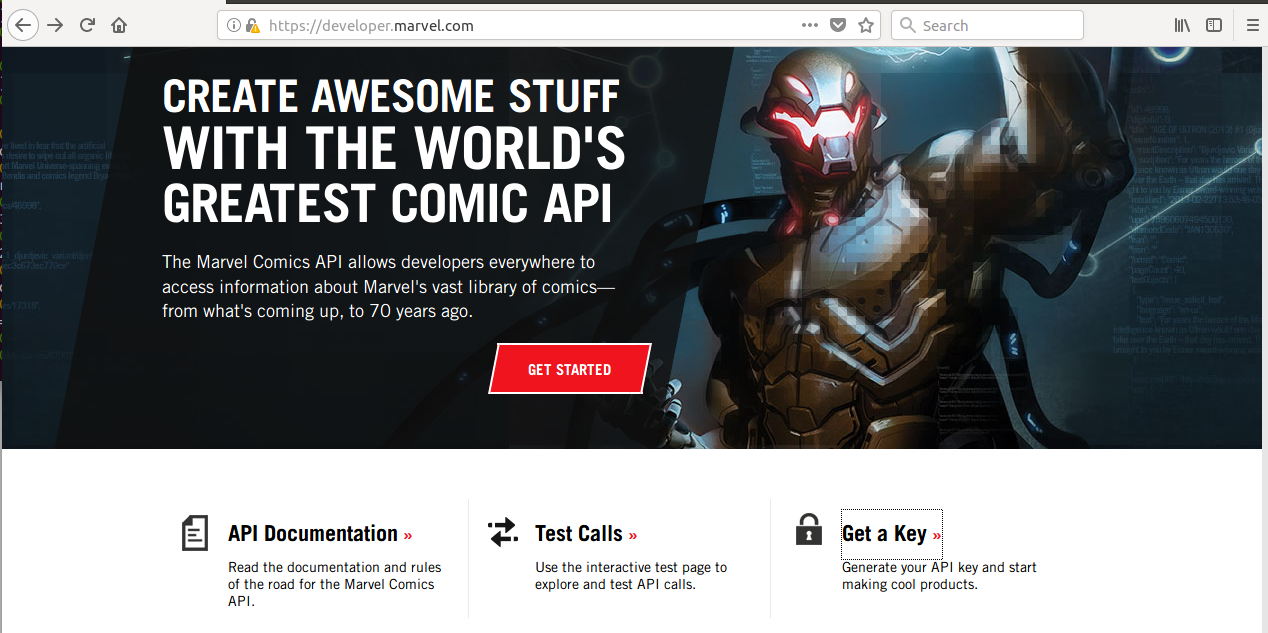 https://developer.marvel.com
Search
CREATE AWESOME STUFF
WITH THE WORLD'S
GREATEST COMIC API
The Marvel Comics API allows developers everywhere to
access information about Marvel's vast library of comics—
from what's coming up, to 70 years ago.
GET STARTED
API Documentation »
Read the documentation and rules
of the road for the Marvel Comics
API.
Test Calls »
Use the interactive test page to
explore and test API calls.
Get a Key »
Generate your API key and start
making cool products.